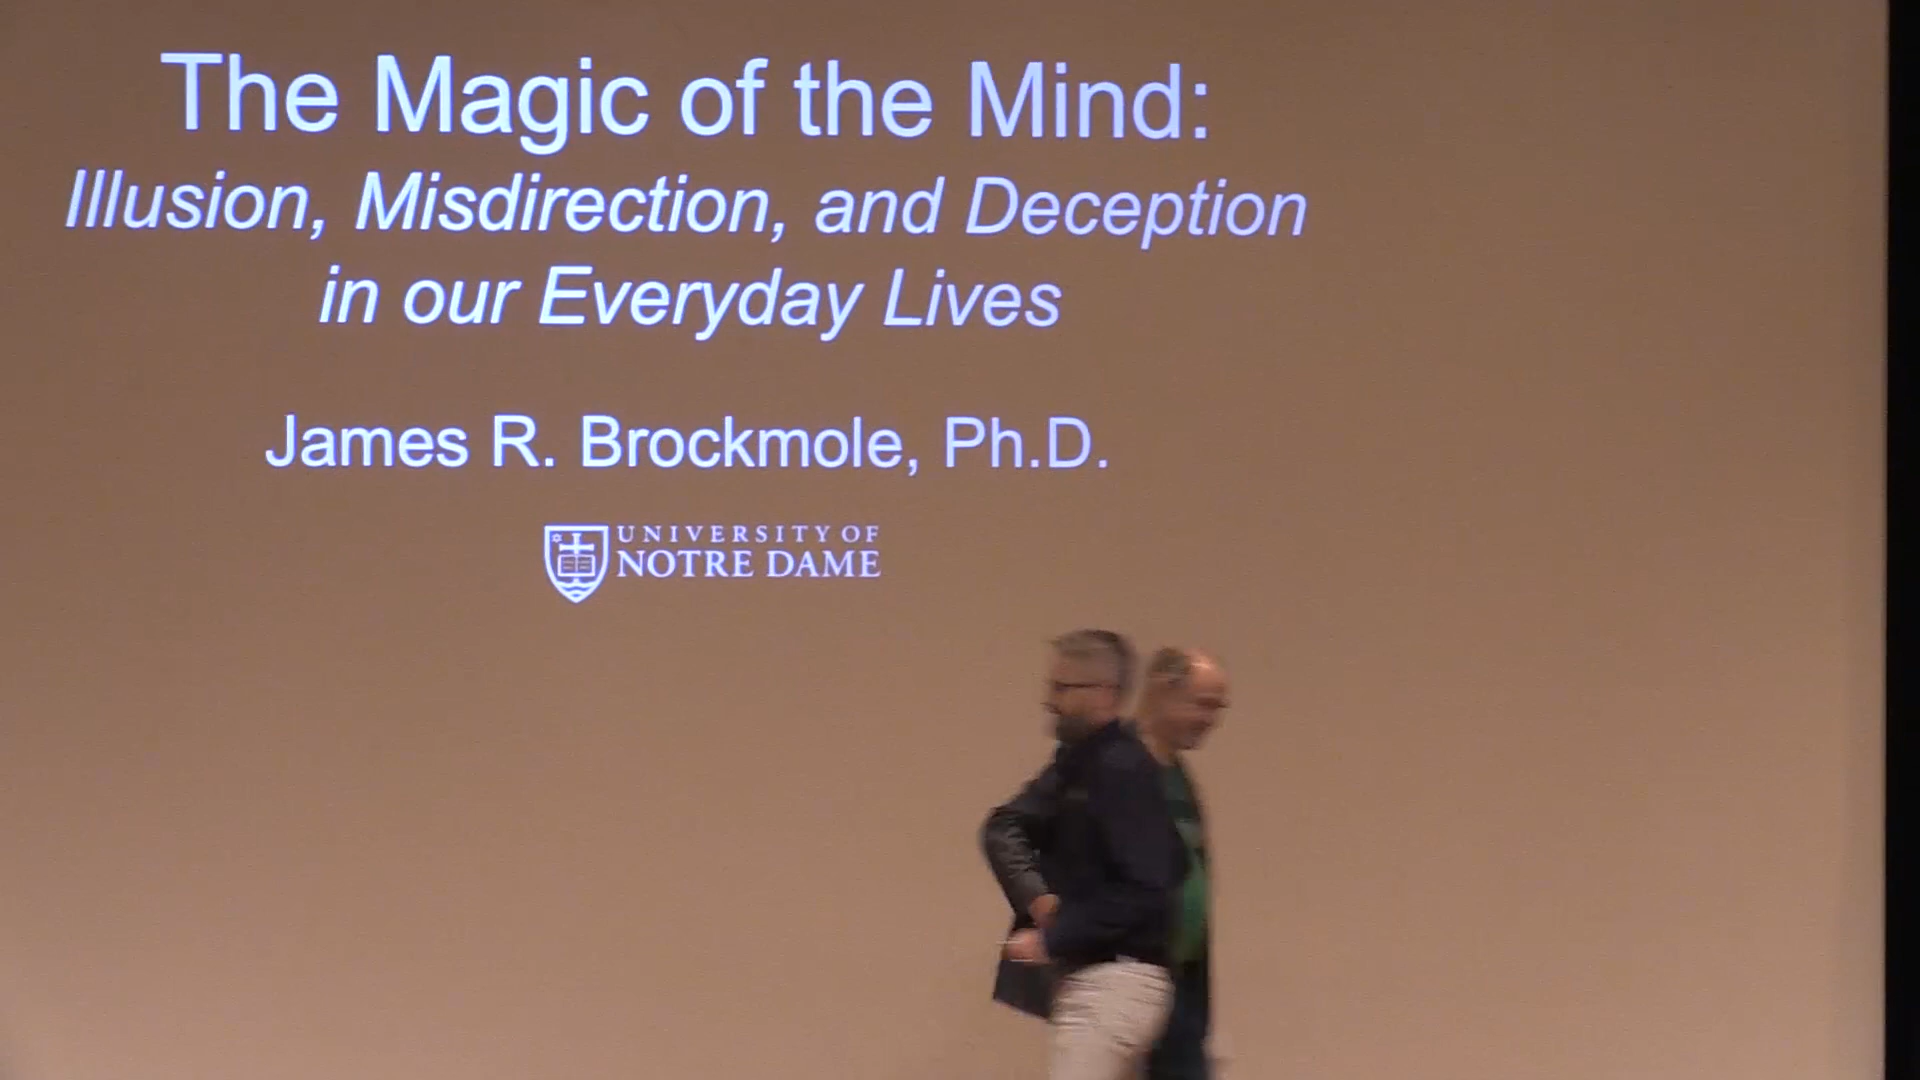 The Magic of the Mind:
Illusion, Misdirection, and Deception
in our Everyday Lives
James R. Brockmole, Ph.D.
UNIVERSITY OF
NOTRE DAME